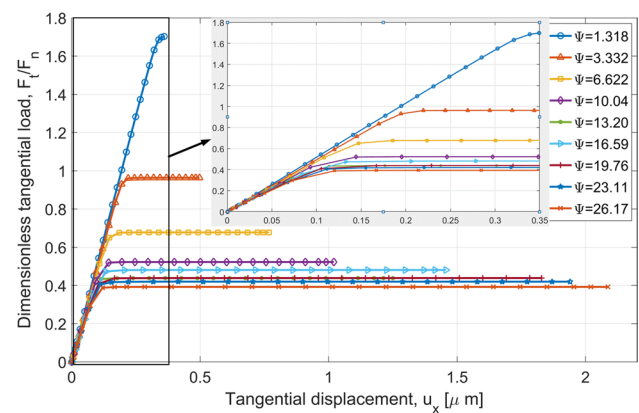 Dimensionless tangential load, F_t/F_n
1.8
1.6
1.4
1.2
1
0.8
0.6
0.4
0.2
0
0 0.5 1 1.5 2
Tangential displacement, u_x [μ m]
1.8
1.6
1.4
1.2
1
0.8
0.6
0.4
0.2
0
0 0.05 0.1 0.15 0.2 0.25 0.3 0.35
Ψ=1.318
Ψ=3.332
Ψ=6.622
Ψ=10.04
Ψ=13.20
Ψ=16.59
Ψ=19.76
Ψ=23.11
Ψ=26.17